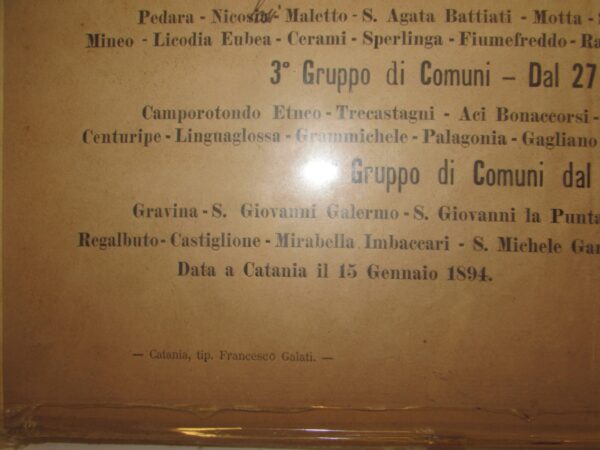 Pedara - Nicosia - Maletto - S. Agata Battiati - Motta -
Mineo - Licodia Eubea - Cerami - Sperlinga - Fiumefreddo -
3° Gruppo di Comuni – Dal 27
Camporotondo Etneo - Trecastagni - Aci Bonaccorsi -
Centuripe - Linguaglossa - Grammichele - Palagonia - Gagliano
Gruppo di Comuni dal
Gravina - S. Giovanni Galermo - S. Giovanni la Punta
Regalbuto - Castiglione - Mirabella Imbaccari - S. Michele
Data a Catania il 15 Gennaio 1894.
— Catania, tip. Francesco Galati. —